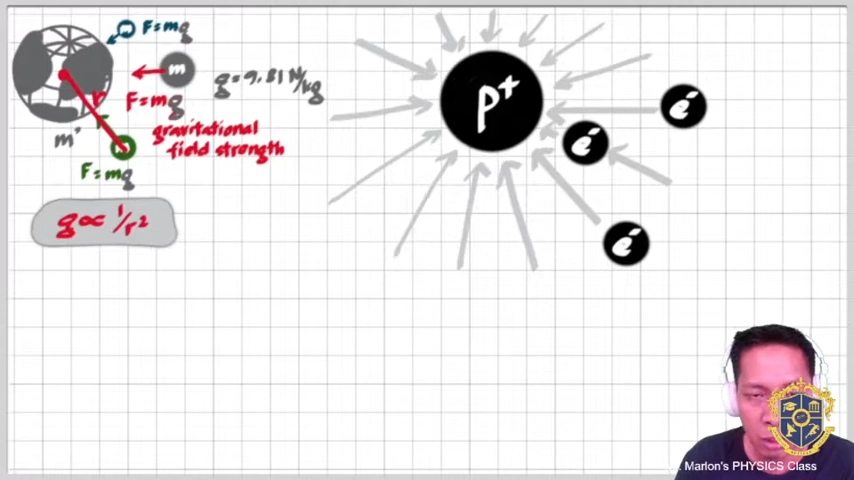 F=mg
m
g=9.81 N/kg
F=mg
r
gravitational
field strength
m
F=mg
g∝ 1/r²
p+
é
é
é
Marlon's PHYSICS Class